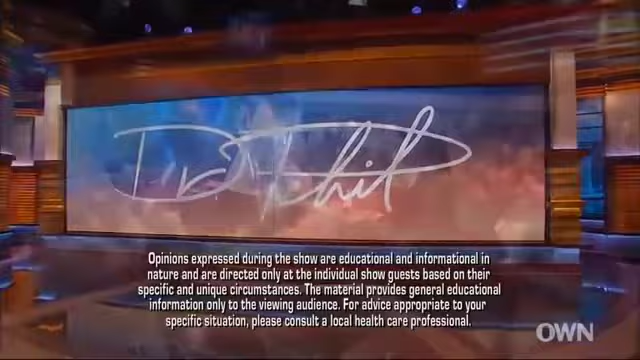 Dr. Phil
Opinions expressed during the show are educational and informational in
nature and are directed only at the individual show guests based on their
specific and unique circumstances. The material provides general educational
information only to the viewing audience. For advice appropriate to your
specific situation, please consult a local health care professional.
OWN